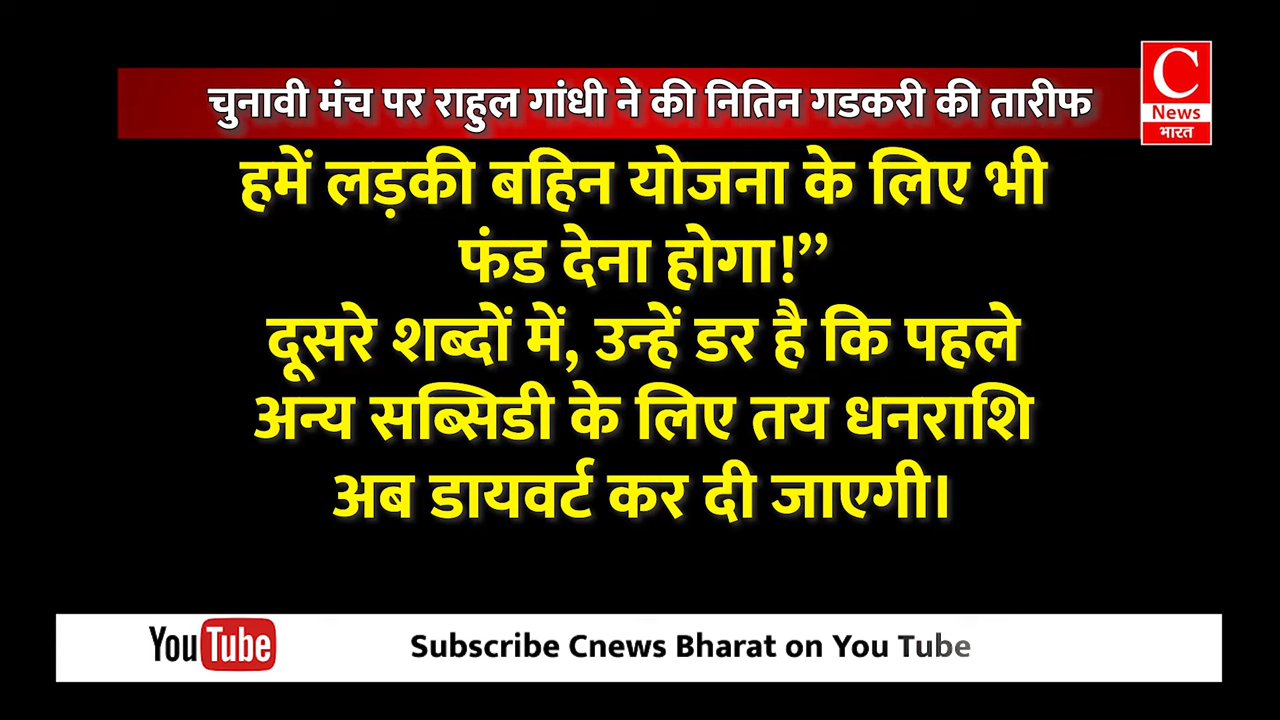 चुनावी मंच पर राहुल गांधी ने की नितिन गडकरी की तारीफ
C
News
भारत
हमें लड़की बहिन योजना के लिए भी
फंड देना होगा!”
दूसरे शब्दों में, उन्हें डर है कि पहले
अन्य सब्सिडी के लिए तय धनराशि
अब डायवर्ट कर दी जाएगी।
YouTube
Subscribe Cnews Bharat on You Tube